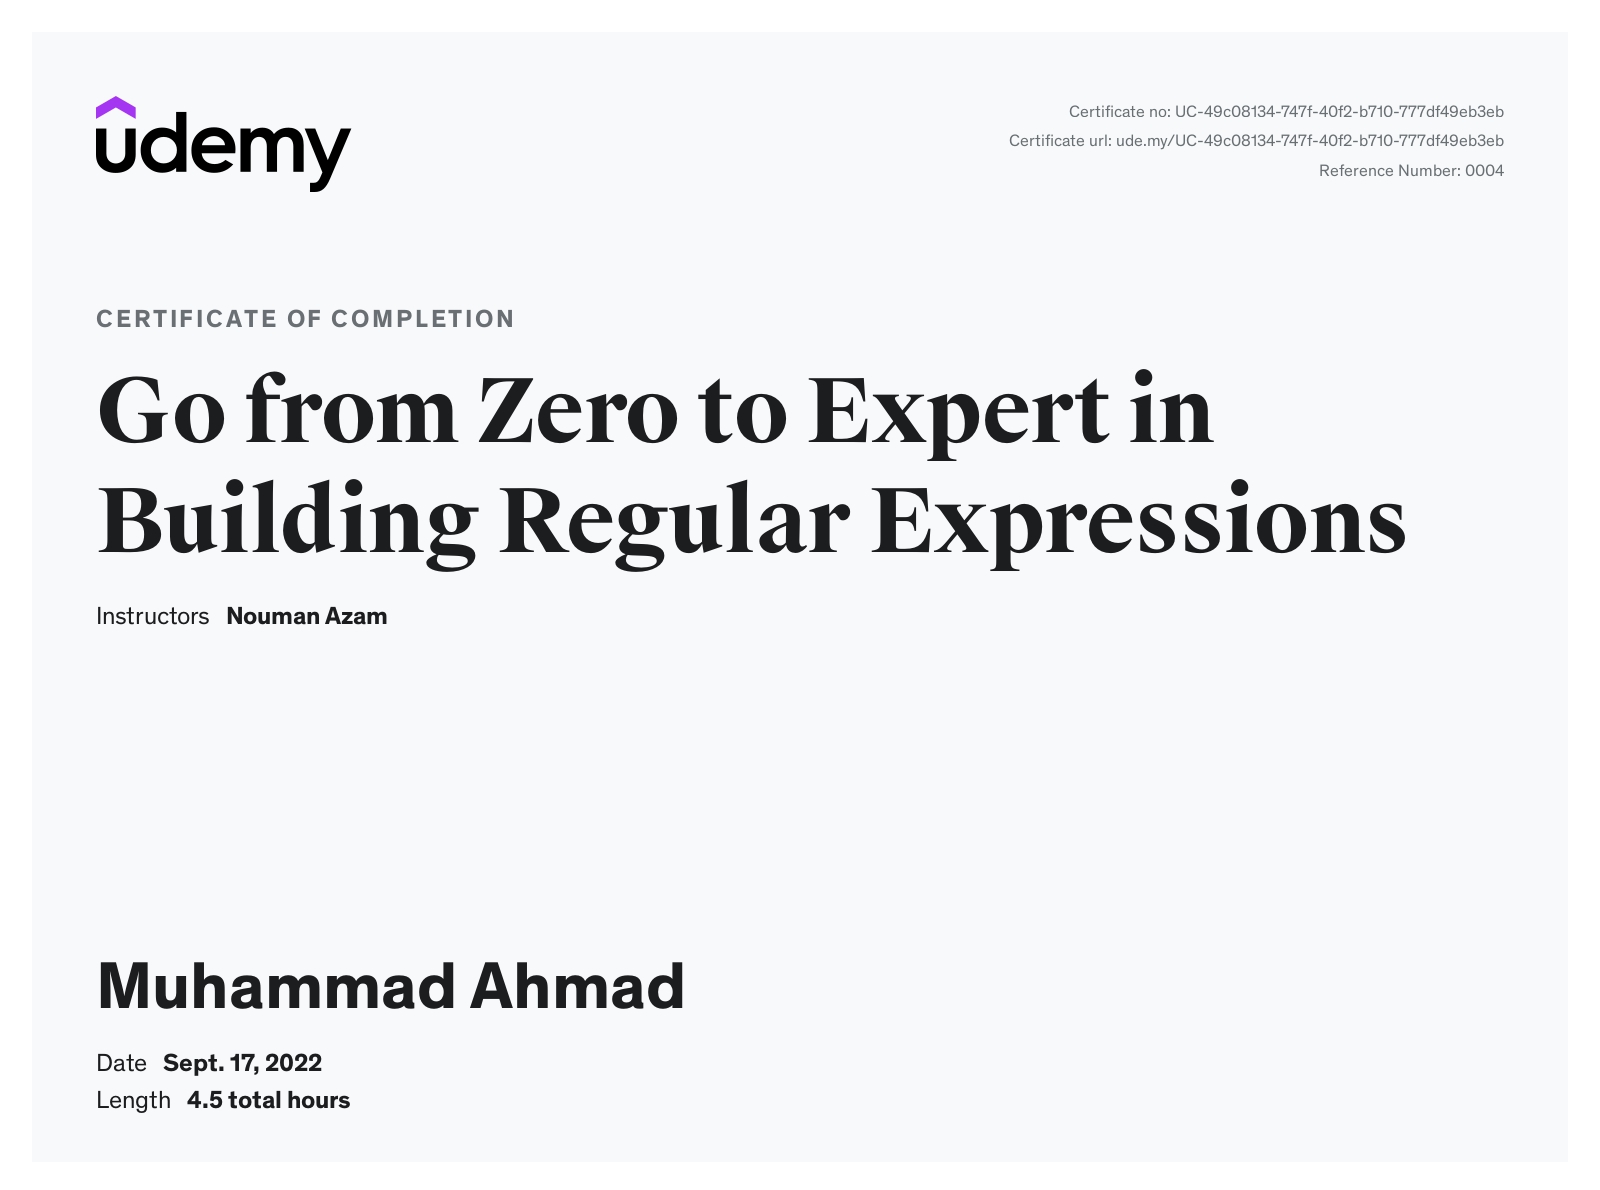 udemy
Certificate no: UC-49c08134-747f-40f2-b710-777df49eb3eb
Certificate url: ude.my/UC-49c08134-747f-40f2-b710-777df49eb3eb
Reference Number: 0004
CERTIFICATE OF COMPLETION
Go from Zero to Expert in
Building Regular Expressions
Instructors Nouman Azam
Muhammad Ahmad
Date Sept. 17, 2022
Length 4.5 total hours